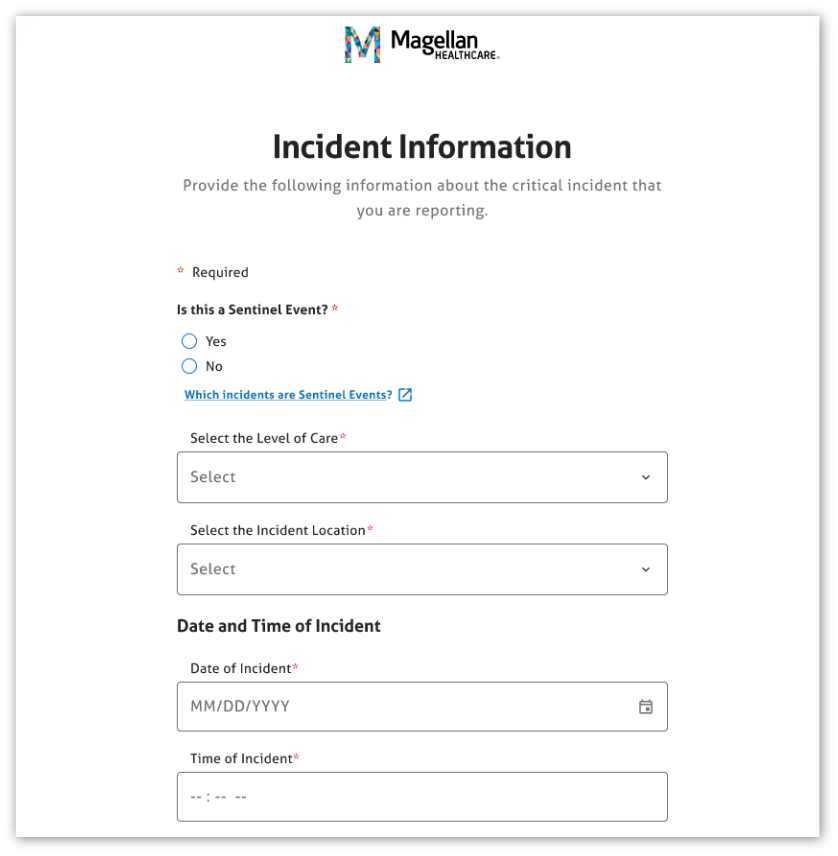 Magellan
HEALTHCARE.
Incident Information
Provide the following information about the critical incident that
you are reporting.
* Required
Is this a Sentinel Event? *
Yes
No
Which incidents are Sentinel Events?
Select the Level of Care*
Select
Select the Incident Location*
Select
Date and Time of Incident
Date of Incident*
MM/DD/YYYY
Time of Incident*
-- : -- --